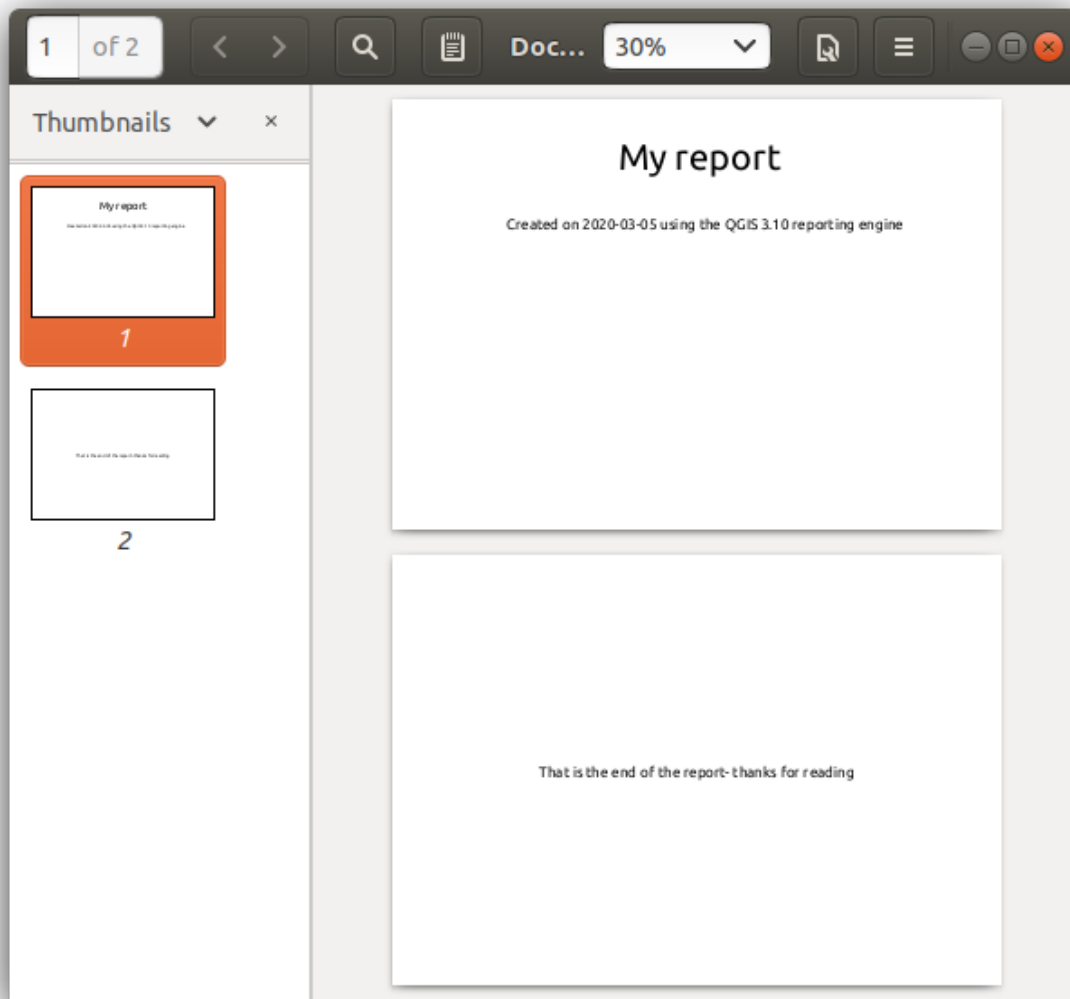 1 of 2 Doc... 30%
Thumbnails
My report
1
2
My report
Created on 2020-03-05 using the QGIS 3.10 reporting engine
That is the end of the report- thanks for reading